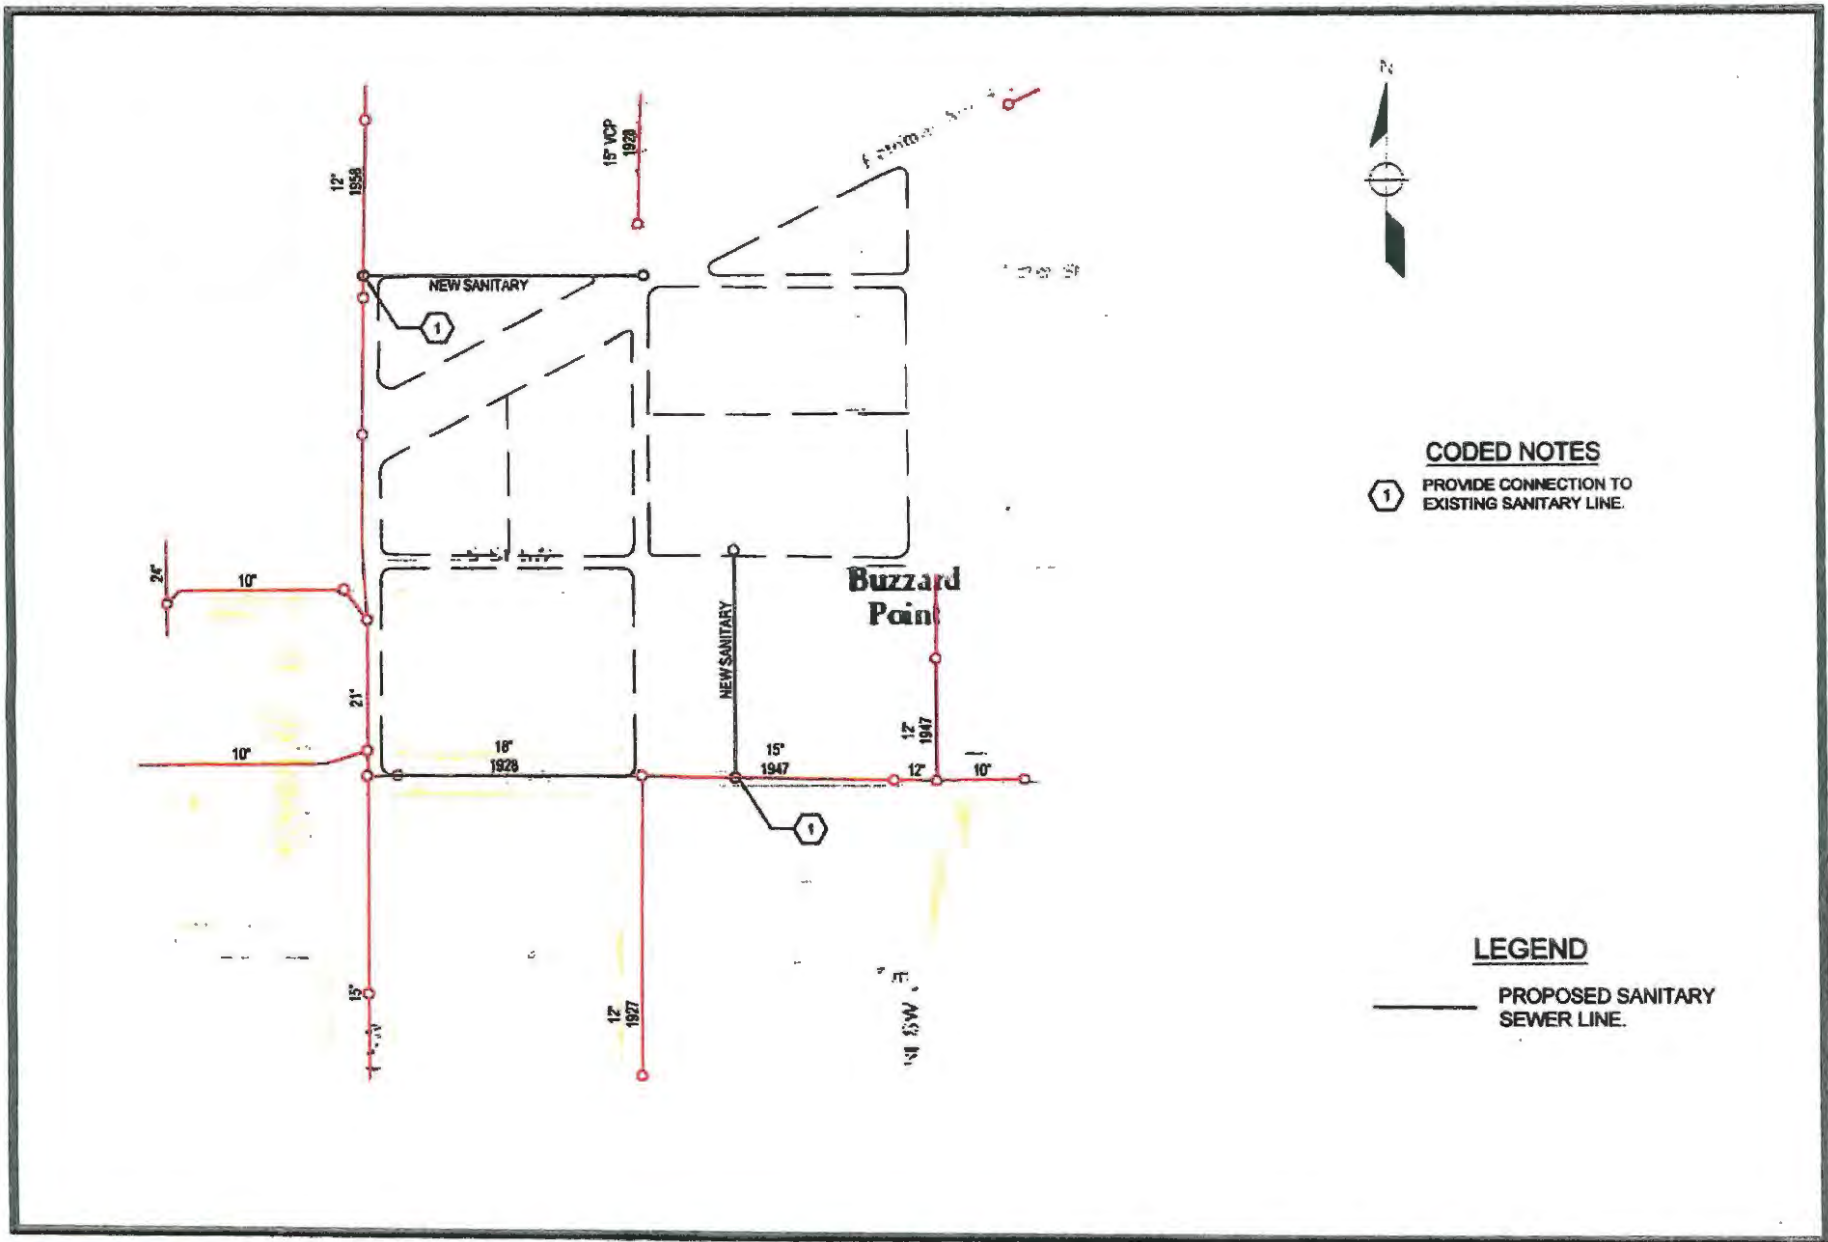 N
15" VCP
1928
12"
1958
NEW SANITARY
1
CODED NOTES
1 PROVIDE CONNECTION TO
EXISTING SANITARY LINE.
24"
10"
Buzzard
Point
NEW SANITARY
21"
10"
18"
1928
15"
1947
12"
1947
12"
10"
1
15"
12"
1927
SW
LEGEND
PROPOSED SANITARY
SEWER LINE.